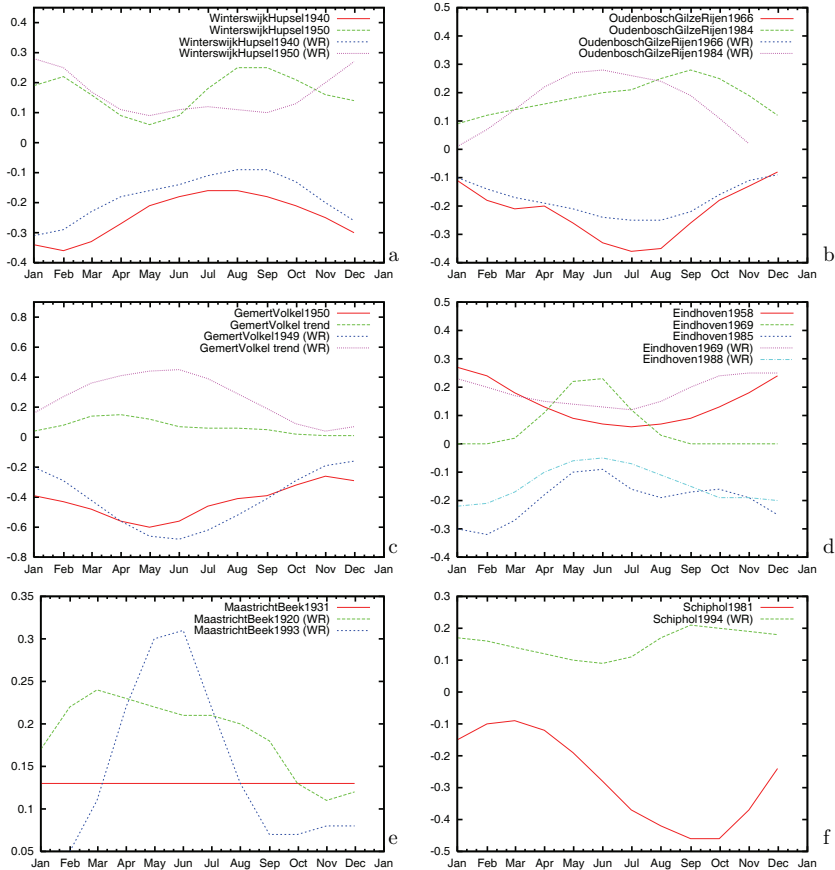 0.5
0.4
0.3
0.2
0.1
0
-0.1
-0.2
-0.3
-0.4
Jan Feb Mar Apr May Jun Jul Aug Sep Oct Nov Dec Jan
WinterswijkHupsel1940
WinterswijkHupsel1950
WinterswijkHupsel1940 (WR)
WinterswijkHupsel1950 (WR)
a
0.5
0.4
0.3
0.2
0.1
0
-0.1
-0.2
-0.3
-0.4
Jan Feb Mar Apr May Jun Jul Aug Sep Oct Nov Dec Jan
OudenboschGilzeRijen1966
OudenboschGilzeRijen1984
OudenboschGilzeRijen1966 (WR)
OudenboschGilzeRijen1984 (WR)
b
0.8
0.6
0.4
0.2
0
-0.2
-0.4
-0.6
-0.8
Jan Feb Mar Apr May Jun Jul Aug Sep Oct Nov Dec Jan
GemertVolkel1950
GemertVolkel trend
GemertVolkel1949 (WR)
GemertVolkel trend (WR)
c
0.5
0.4
0.3
0.2
0.1
0
-0.1
-0.2
-0.3
-0.4
Jan Feb Mar Apr May Jun Jul Aug Sep Oct Nov Dec Jan
Eindhoven1958
Eindhoven1969
Eindhoven1985
Eindhoven1969 (WR)
Eindhoven1988 (WR)
d
0.35
0.3
0.25
0.2
0.15
0.1
0.05
Jan Feb Mar Apr May Jun Jul Aug Sep Oct Nov Dec Jan
MaastrichtBeek1931
MaastrichtBeek1920 (WR)
MaastrichtBeek1993 (WR)
e
0.3
0.2
0.1
0
-0.1
-0.2
-0.3
-0.4
-0.5
Jan Feb Mar Apr May Jun Jul Aug Sep Oct Nov Dec Jan
Schiphol1981
Schiphol1994 (WR)
f